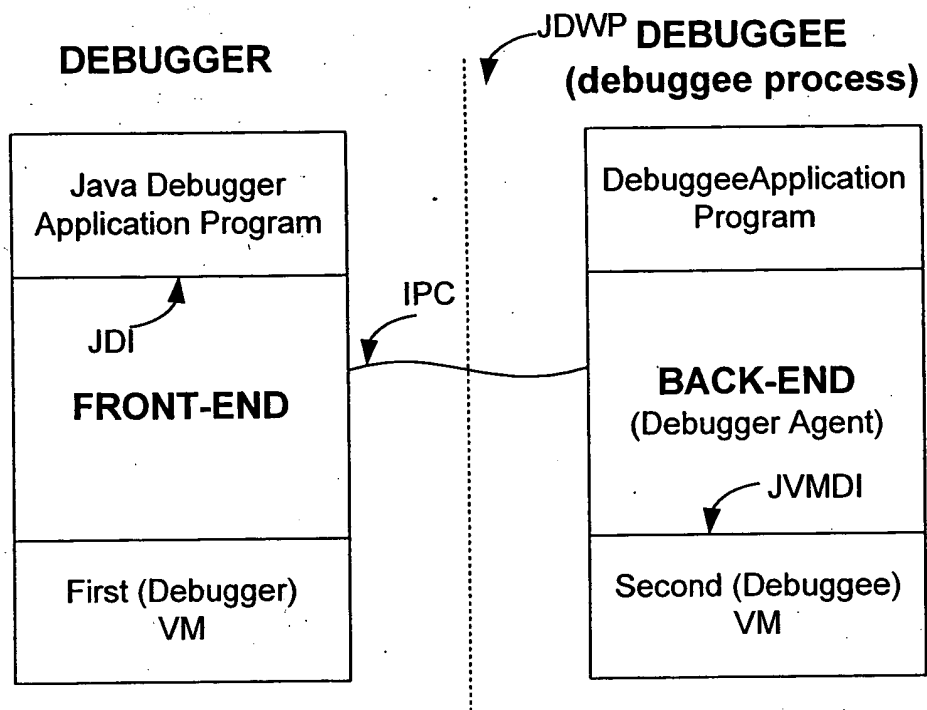 DEBUGGER
JDWP
DEBUGGEE
(debuggee process)
Java Debugger
Application Program
JDI
FRONT-END
First (Debugger)
VM
IPC
DebuggeeApplication
Program
BACK-END
(Debugger Agent)
JVMDI
Second (Debuggee)
VM